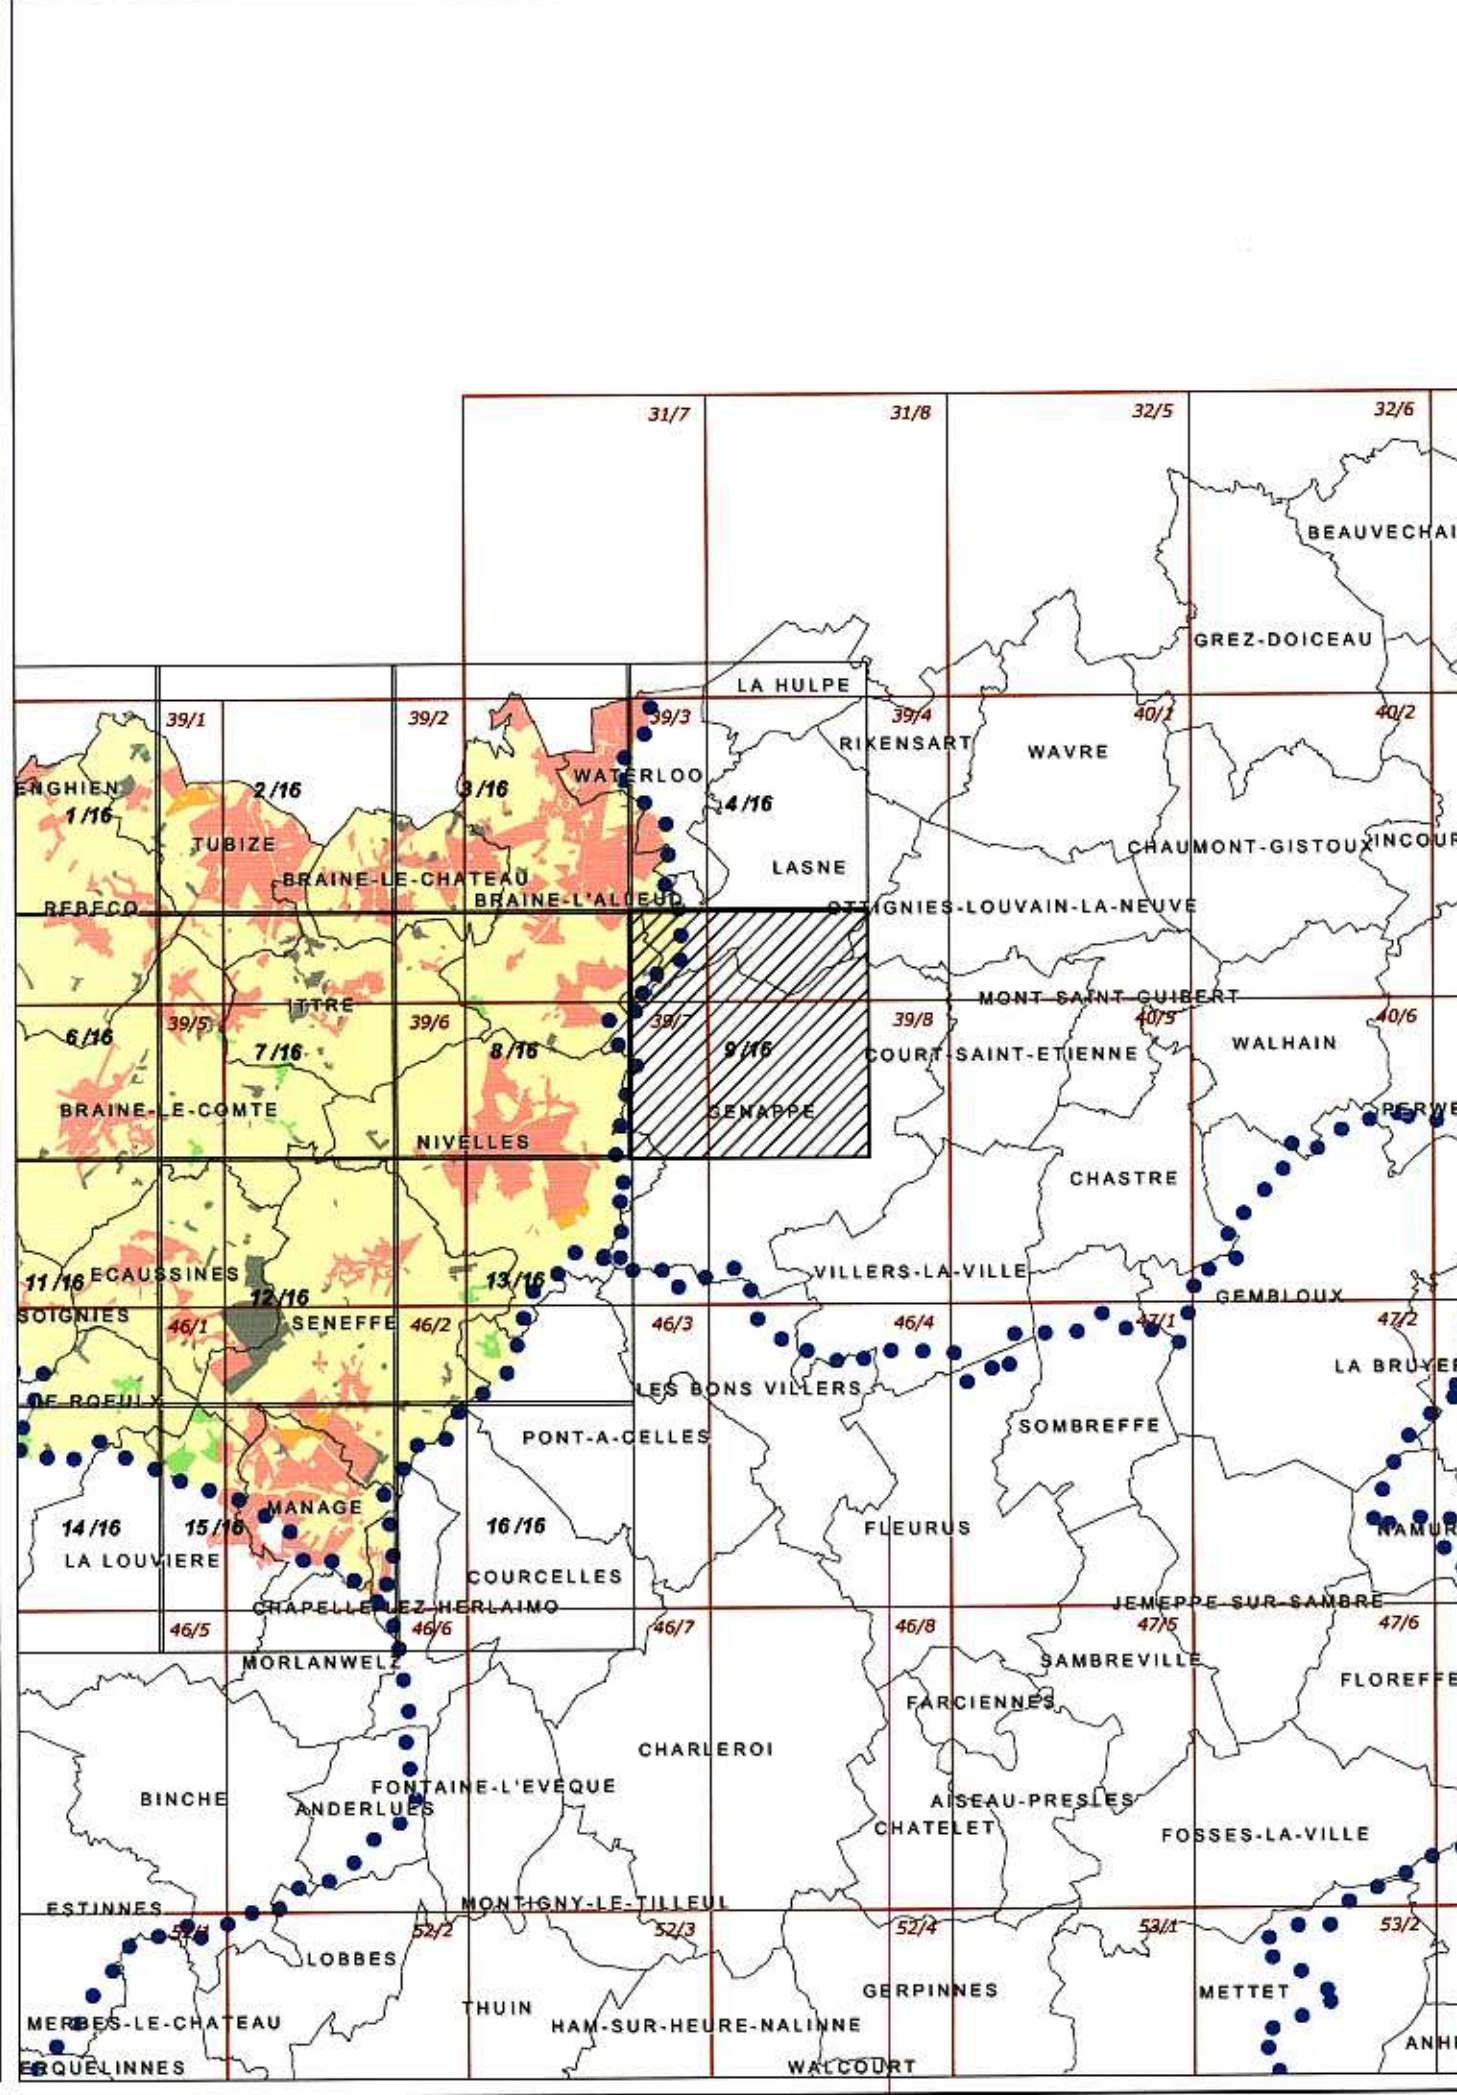 31/7
31/8
32/5
32/6
GREZ-DOICEAU
LA HULPE
39/1
39/2
39/3
39/4
40/1
40/2
RIXENSART
WAVRE
WATERLOO
ENGHIEN
2/16
3/16
4/16
1/16
TUBIZE
CHAUMONT-GISTOUX
LASNE
BRAINE-LE-CHATEAU
BRAINE-L'ALLEUD
REBECQ
OTTIGNIES-LOUVAIN-LA-NEUVE
MONT-SAINT-GUIBERT
ITTRE
39/5
39/6
39/7
39/8
40/5
40/6
6/16
7/16
8/16
9/16
COURT-SAINT-ETIENNE
WALHAIN
BRAINE-LE-COMTE
GENAPPE
PERWE
NIVELLES
CHASTRE
ECAUSSINES
11/16
13/16
VILLERS-LA-VILLE
12/16
GEMBLOUX
SOIGNIES
46/1
SENEFFE
46/2
46/3
46/4
47/1
47/2
LE ROEULX
LES BONS VILLERS
SOMBREFFE
PONT-A-CELLES
MANAGE
14/16
15/16
16/16
FLEURUS
NAMUR
LA LOUVIERE
COURCELLES
CHAPELLE-LEZ-HERLAIMO
JEMEPPE-SUR-SAMBRE
46/5
46/6
46/7
46/8
47/5
47/6
MORLANWELZ
SAMBREVILLE
FLOREFFE
FARCIENNES
CHARLEROI
FONTAINE-L'EVEQUE
BINCHE
ANDERLUES
AISEAU-PRESLES
CHATELET
FOSSES-LA-VILLE
ESTINNES
MONTIGNY-LE-TILLEUL
52/1
52/2
52/3
52/4
53/1
53/2
LOBBES
GERPINNES
METTET
THUIN
MERBES-LE-CHATEAU
HAM-SUR-HEURE-NALINNE
ERQUELINNES
WALCOURT